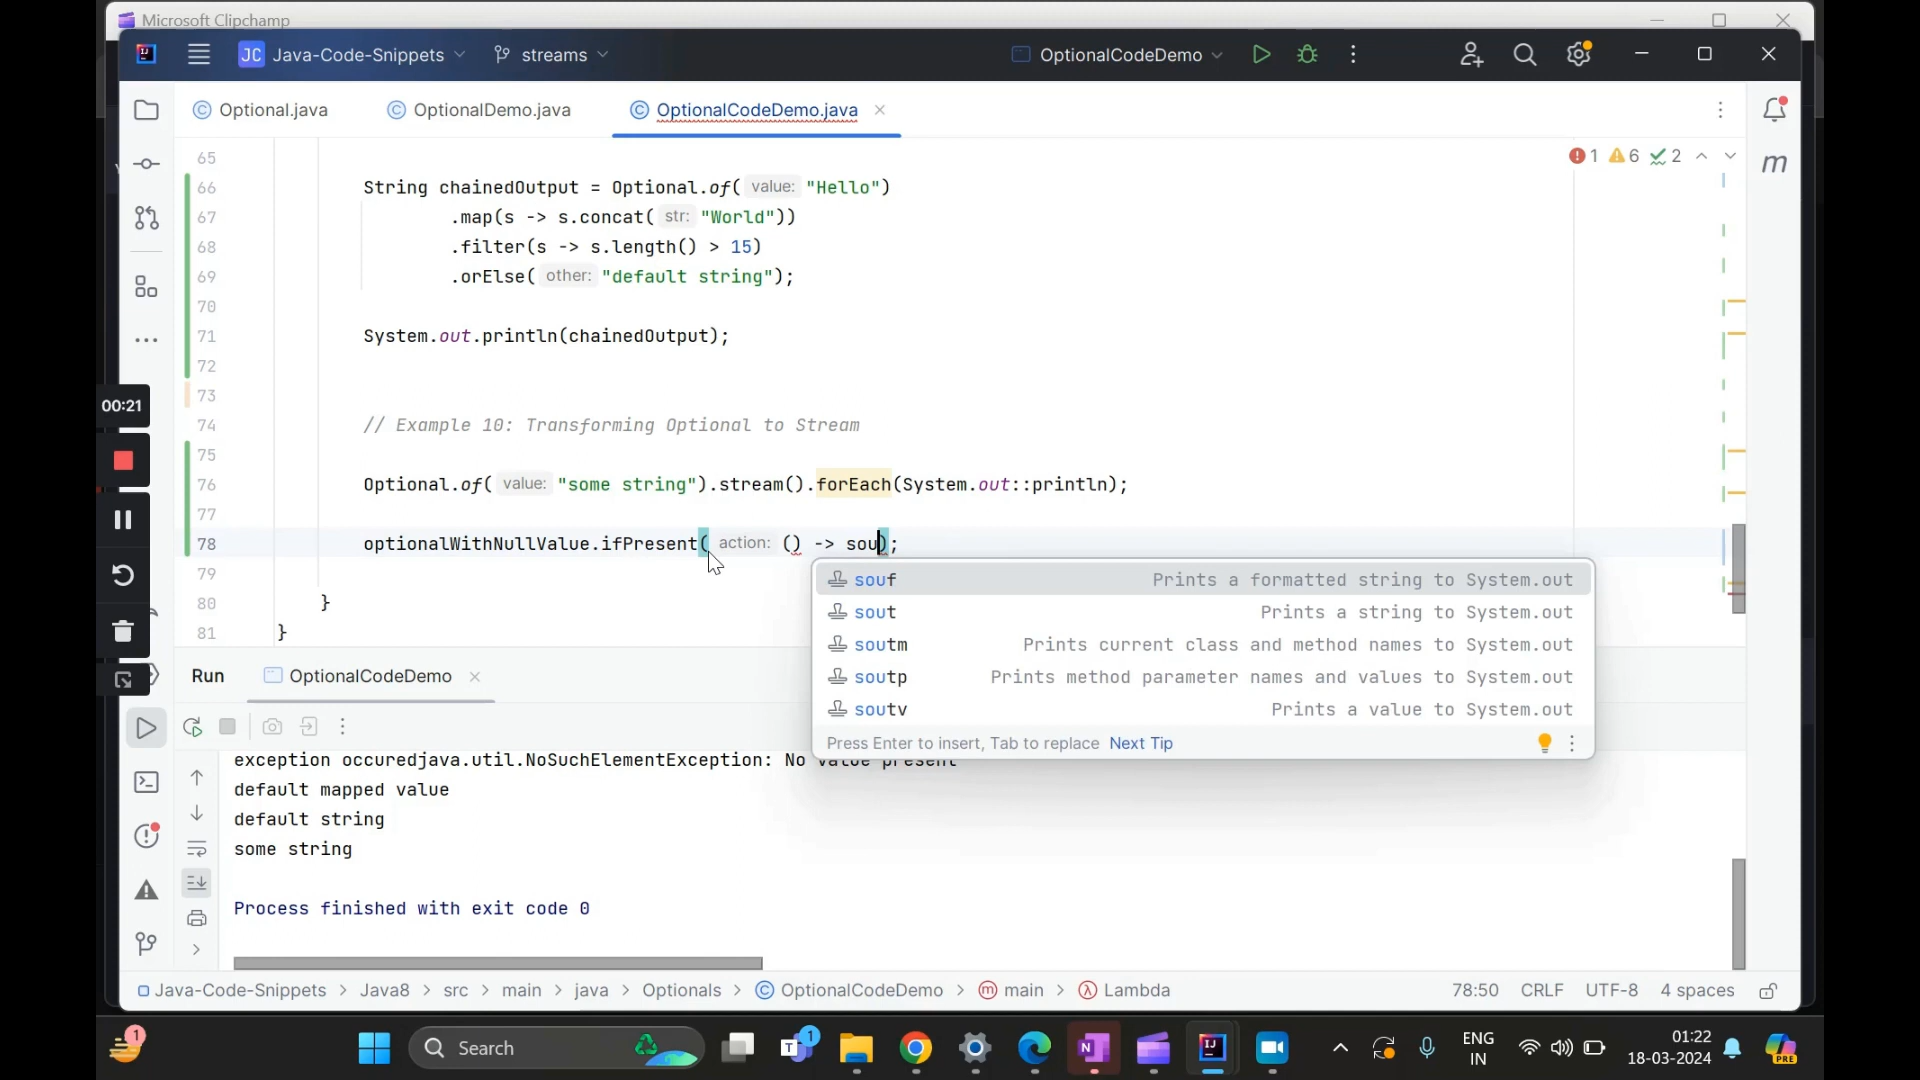 Microsoft Clipchamp
JC Java-Code-Snippets streams OptionalCodeDemo
Optional.java OptionalDemo.java OptionalCodeDemo.java
1 6 2
65
66 String chainedOutput = Optional.of( value: "Hello")
67 .map(s -> s.concat( str: "World"))
68 .filter(s -> s.length() > 15)
69 .orElse( other: "default string");
70
71 System.out.println(chainedOutput);
72
73
74 // Example 10: Transforming Optional to Stream
75
76 Optional.of( value: "some string").stream().forEach(System.out::println);
77
78 optionalWithNullValue.ifPresent( action: () -> sou);
79
80 }
81 }
00:21
souf Prints a formatted string to System.out
sout Prints a string to System.out
soutm Prints current class and method names to System.out
soutp Prints method parameter names and values to System.out
soutv Prints a value to System.out
Press Enter to insert, Tab to replace Next Tip
Run OptionalCodeDemo
exception occuredjava.util.NoSuchElementException: No value present
default mapped value
default string
some string
Process finished with exit code 0
Java-Code-Snippets > Java8 > src > main > java > Optionals > OptionalCodeDemo > main > Lambda 78:50 CRLF UTF-8 4 spaces
1 Search 1 ENG
IN
01:22
18-03-2024
PRE